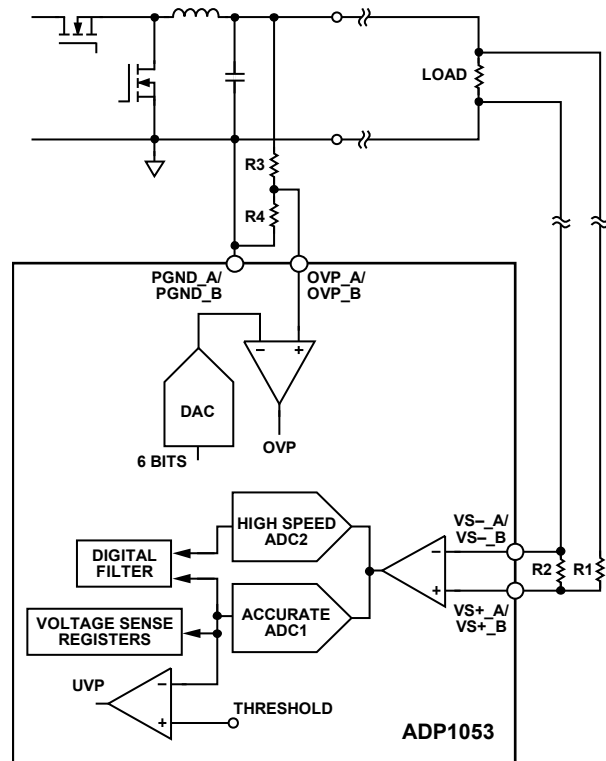 LOAD
R3
R4
PGND_A/
PGND_B
OVP_A/
OVP_B
− +
DAC
OVP
6 BITS
HIGH SPEED
ADC2
VS−_A/
VS−_B
−
DIGITAL
FILTER
R2
R1
+
ACCURATE
ADC1
VS+_A/
VS+_B
VOLTAGE SENSE
REGISTERS
UVP
−
+
THRESHOLD
ADP1053